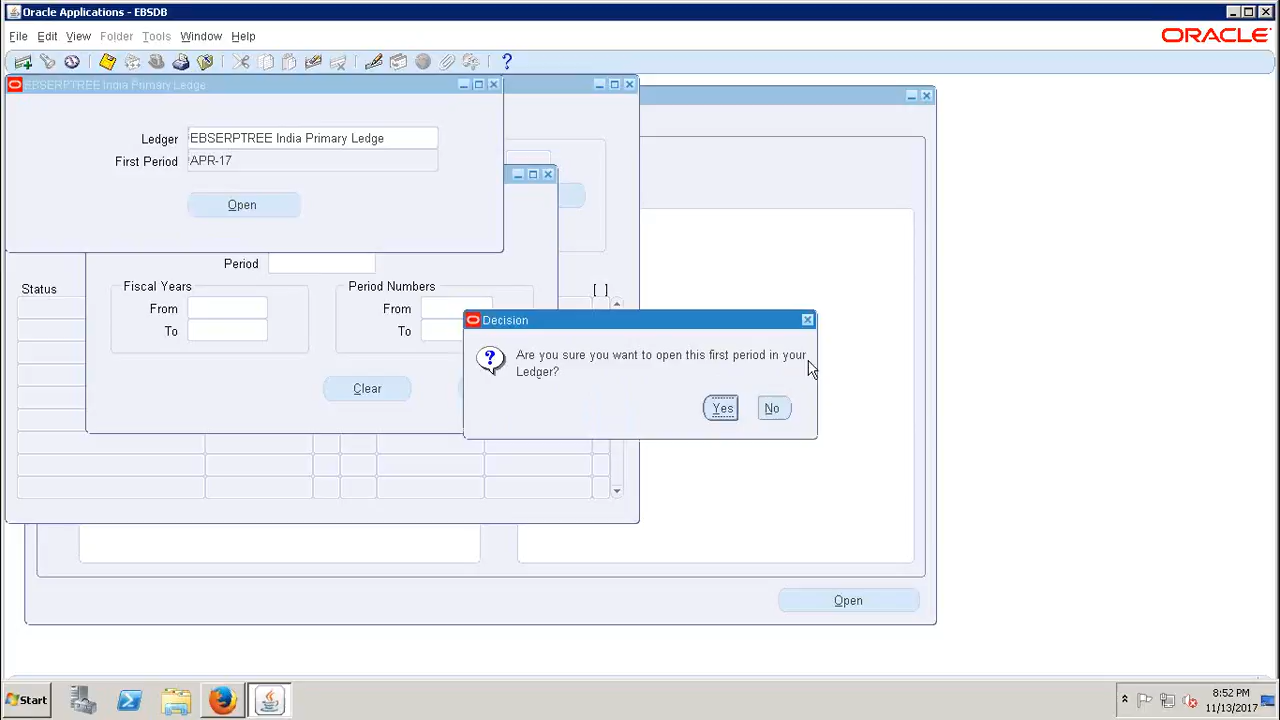 Oracle Applications - EBSDB
File Edit View Folder Tools Window Help
ORACLE
EBSERPTREE India Primary Ledge
Ledger EBSERPTREE India Primary Ledge
First Period APR-17
Open
Period
Status
Fiscal Years
Period Numbers
[ ]
From
From
To
To
Clear
Decision
Are you sure you want to open this first period in your
Ledger?
Yes
No
Open
Start
8:52 PM
11/13/2017